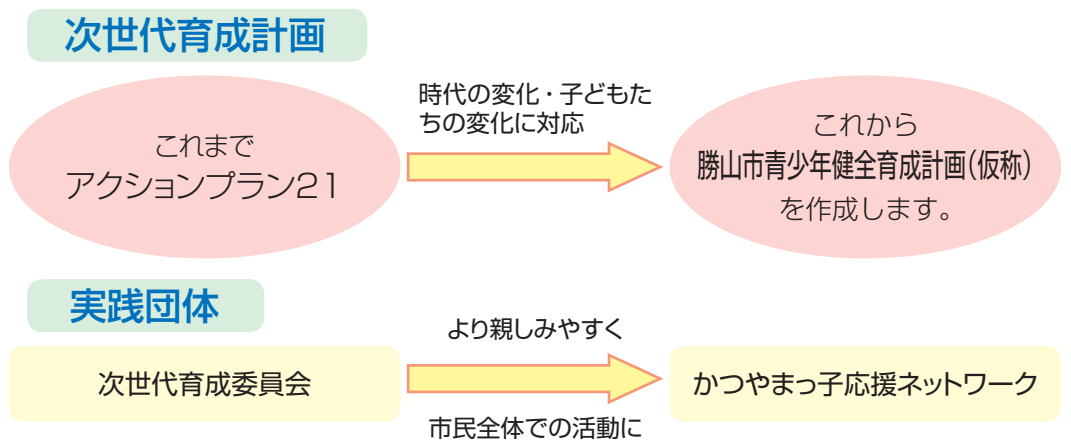 次世代育成計画
これまで
アクションプラン21
時代の変化・子どもた
ちの変化に対応
これから
勝山市青少年健全育成計画(仮称)
を作成します。
実践団体
次世代育成委員会
より親しみやすく
市民全体での活動に
かつやまっ子応援ネットワーク